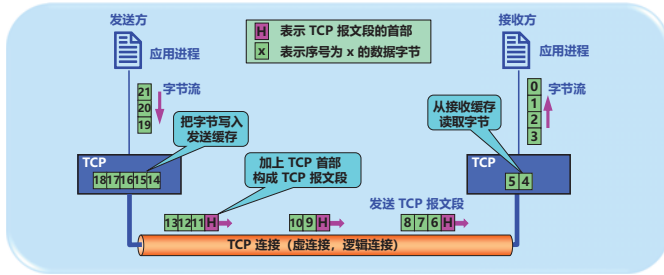 发送方
接收方
H 表示 TCP 报文段的首部
x 表示序号为 x 的数据字节
应用进程
应用进程
21
20
19
字节流
0
1
2
3
字节流
把字节写入
发送缓存
从接收缓存
读取字节
TCP
18 17 16 15 14
加上 TCP 首部
构成 TCP 报文段
TCP
5 4
发送 TCP 报文段
13 12 11 H
10 9 H
8 7 6 H
TCP 连接（虚连接，逻辑连接）